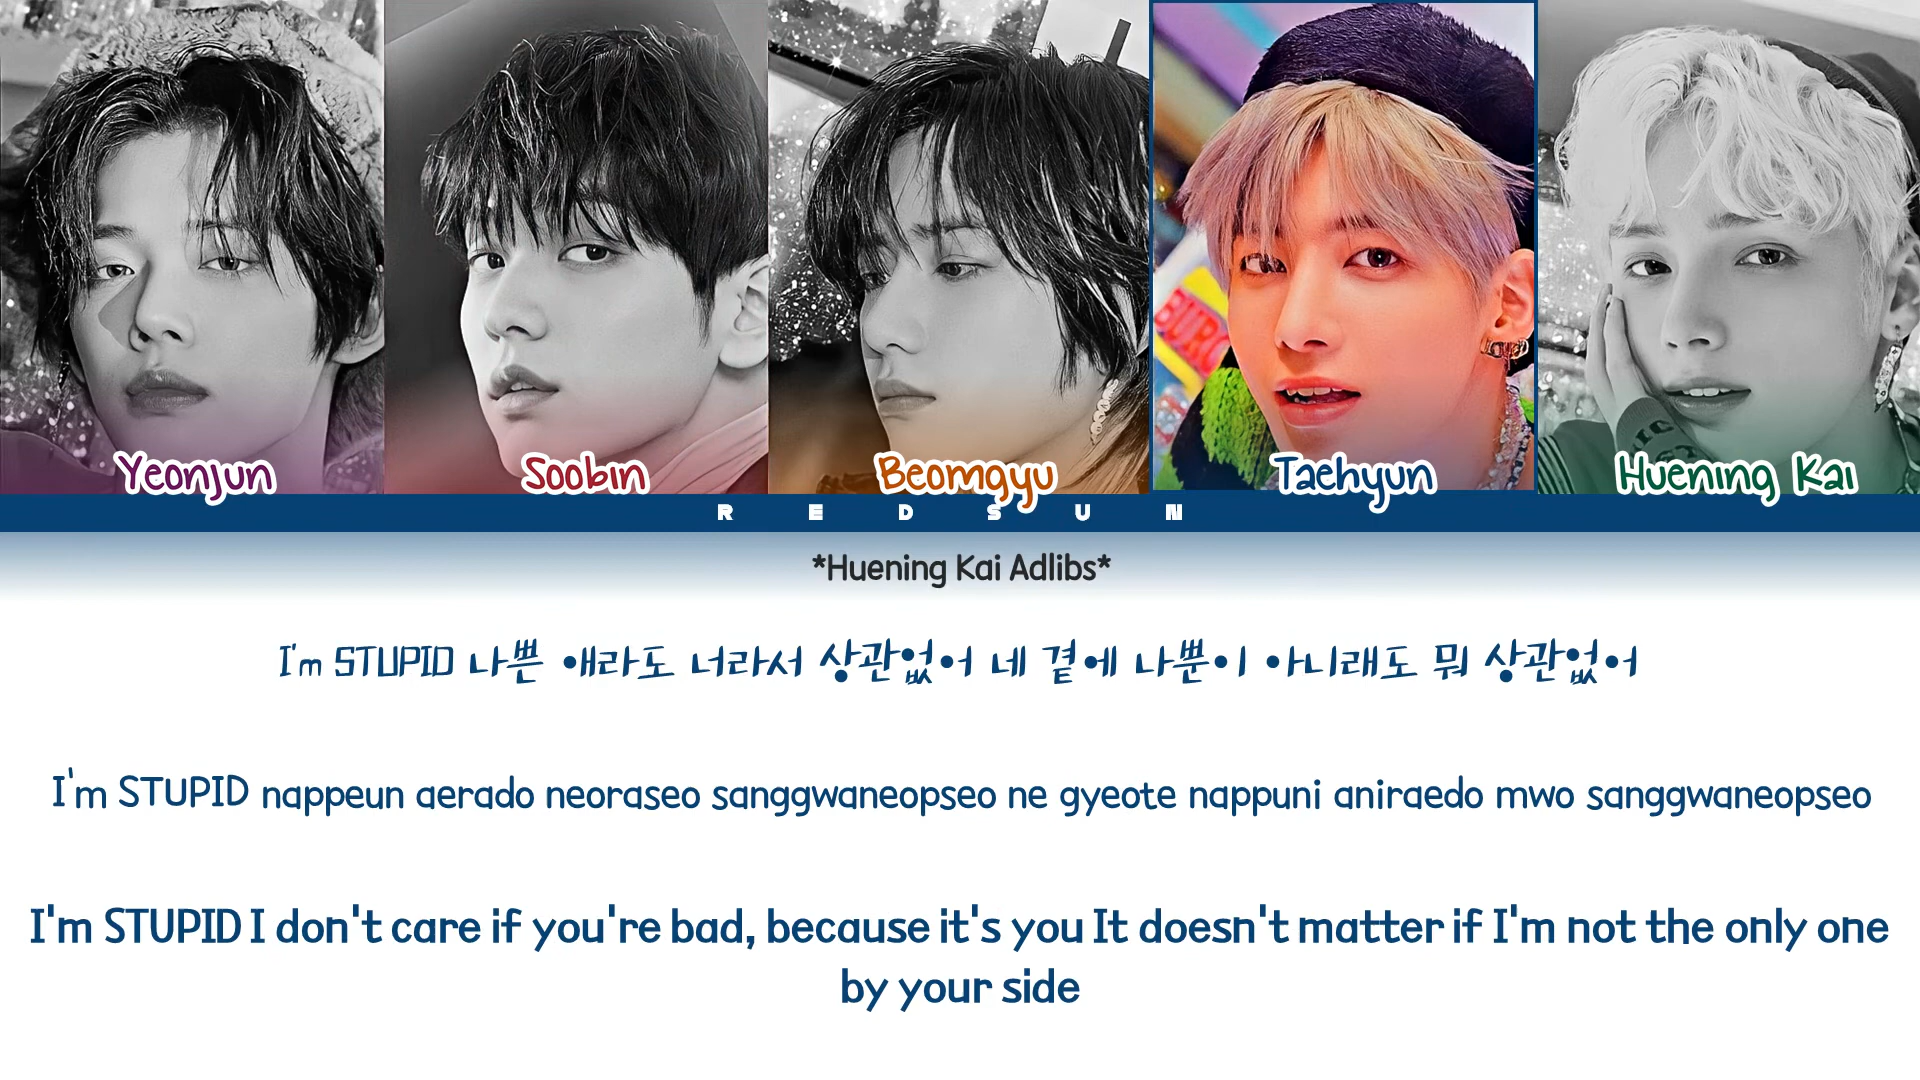 BURG
Yeonjun
Soobin
Beomgyu
Taehyun
Huening Kai
REDSUN
*Huening Kai Adlibs*
I'm STUPID 나쁜 애라도 너라서 상관없어 네 곁에 나뿐이 아니래도 뭐 상관없어
I'm STUPID nappeun aerado neoraseo sanggwaneopseo ne gyeote nappuni aniraedo mwo sanggwaneopseo
I'm STUPID I don't care if you're bad, because it's you It doesn't matter if I'm not the only one
by your side